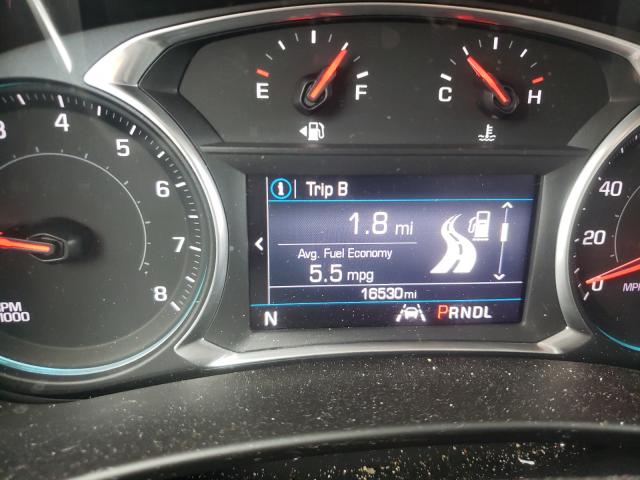 E F
C H
3 4 5 6 7 8
Trip B
1.8 mi
Avg. Fuel Economy
5.5 mpg
16530mi
N PRNDL
40
20
0